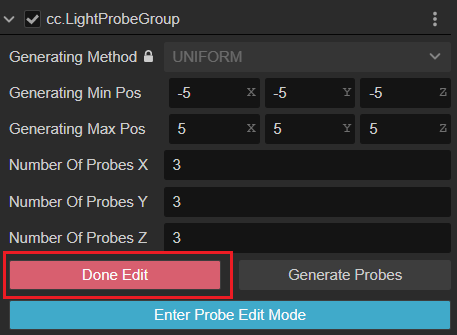 cc.LightProbeGroup
Generating Method UNIFORM
Generating Min Pos -5 X -5 Y -5 Z
Generating Max Pos 5 X 5 Y 5 Z
Number Of Probes X 3
Number Of Probes Y 3
Number Of Probes Z 3
Done Edit Generate Probes
Enter Probe Edit Mode